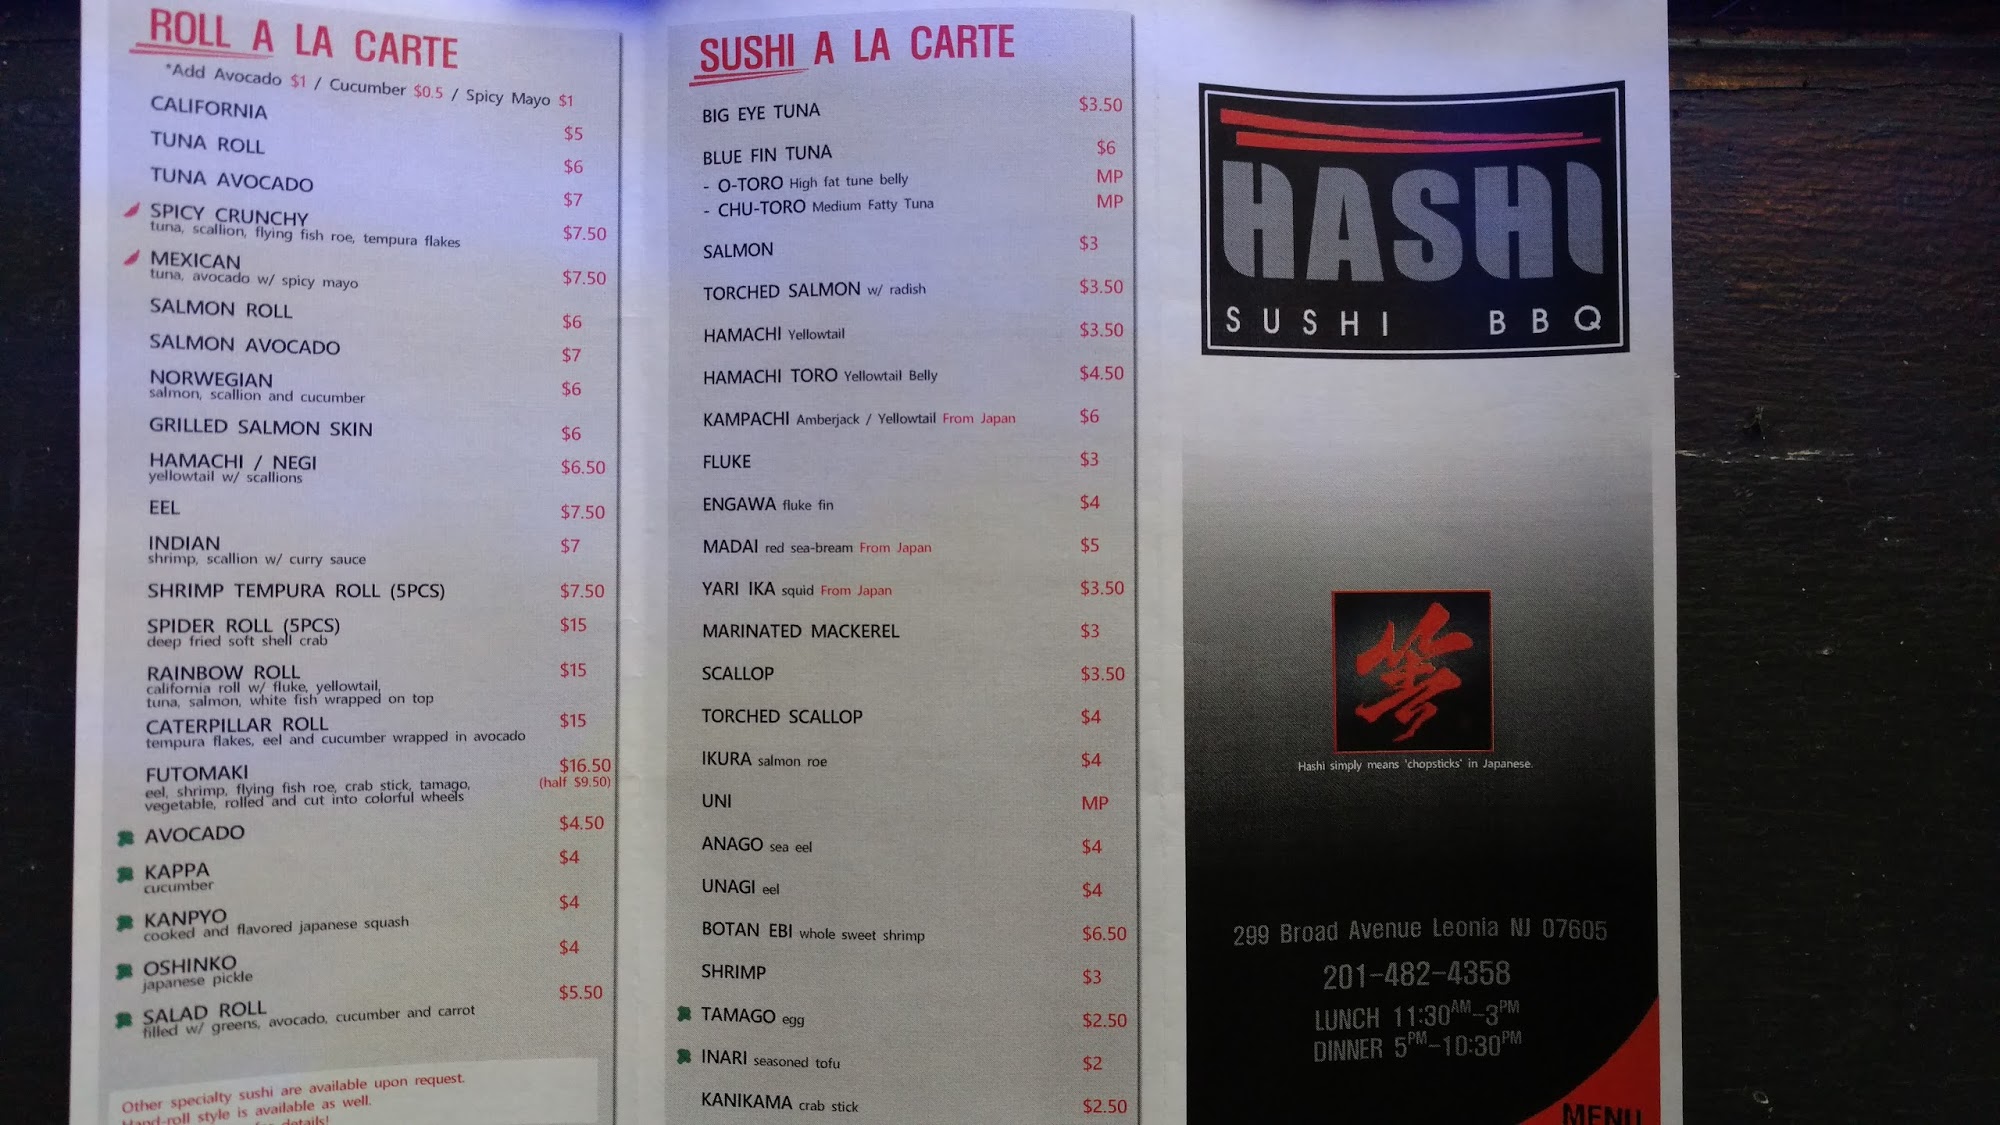 ROLL A LA CARTE
*Add Avocado $1 / Cucumber $0.5 / Spicy Mayo $1
CALIFORNIA $5
TUNA ROLL $6
TUNA AVOCADO $7
SPICY CRUNCHY $7.50
tuna, scallion, flying fish roe, tempura flakes
MEXICAN $7.50
tuna, avocado w/ spicy mayo
SALMON ROLL $6
SALMON AVOCADO $7
NORWEGIAN $6
salmon, scallion and cucumber
GRILLED SALMON SKIN $6
HAMACHI / NEGI $6.50
yellowtail w/ scallions
EEL $7.50
INDIAN $7
shrimp, scallion w/ curry sauce
SHRIMP TEMPURA ROLL (5PCS) $7.50
SPIDER ROLL (5PCS) $15
deep fried soft shell crab
RAINBOW ROLL $15
california roll w/ fluke, yellowtail,
tuna, salmon, white fish wrapped on top
CATERPILLAR ROLL $15
tempura flakes, eel and cucumber wrapped in avocado
FUTOMAKI $16.50
eel, shrimp, flying fish roe, crab stick, tamago, (half $9.50)
vegetable, rolled and cut into colorful wheels
AVOCADO $4.50
KAPPA $4
cucumber
KANPYO $4
cooked and flavored japanese squash
OSHINKO $4
japanese pickle
SALAD ROLL $5.50
filled w/ greens, avocado, cucumber and carrot
Other specialty sushi are available upon request.
Hand-roll style is available as well.
details!
SUSHI A LA CARTE
BIG EYE TUNA $3.50
BLUE FIN TUNA $6
- O-TORO High fat tune belly MP
- CHU-TORO Medium Fatty Tuna MP
SALMON $3
TORCHED SALMON w/ radish $3.50
HAMACHI Yellowtail $3.50
HAMACHI TORO Yellowtail Belly $4.50
KAMPACHI Amberjack / Yellowtail From Japan $6
FLUKE $3
ENGAWA fluke fin $4
MADAI red sea-bream From Japan $5
YARI IKA squid From Japan $3.50
MARINATED MACKEREL $3
SCALLOP $3.50
TORCHED SCALLOP $4
IKURA salmon roe $4
UNI MP
ANAGO sea eel $4
UNAGI eel $4
BOTAN EBI whole sweet shrimp $6.50
SHRIMP $3
TAMAGO egg $2.50
INARI seasoned tofu $2
KANIKAMA crab stick $2.50
HASHI
SUSHI BBQ
Hashi simply means 'chopsticks' in Japanese.
299 Broad Avenue Leonia NJ 07605
201-482-4358
LUNCH 11:30AM-3PM
DINNER 5PM-10:30PM
MENU